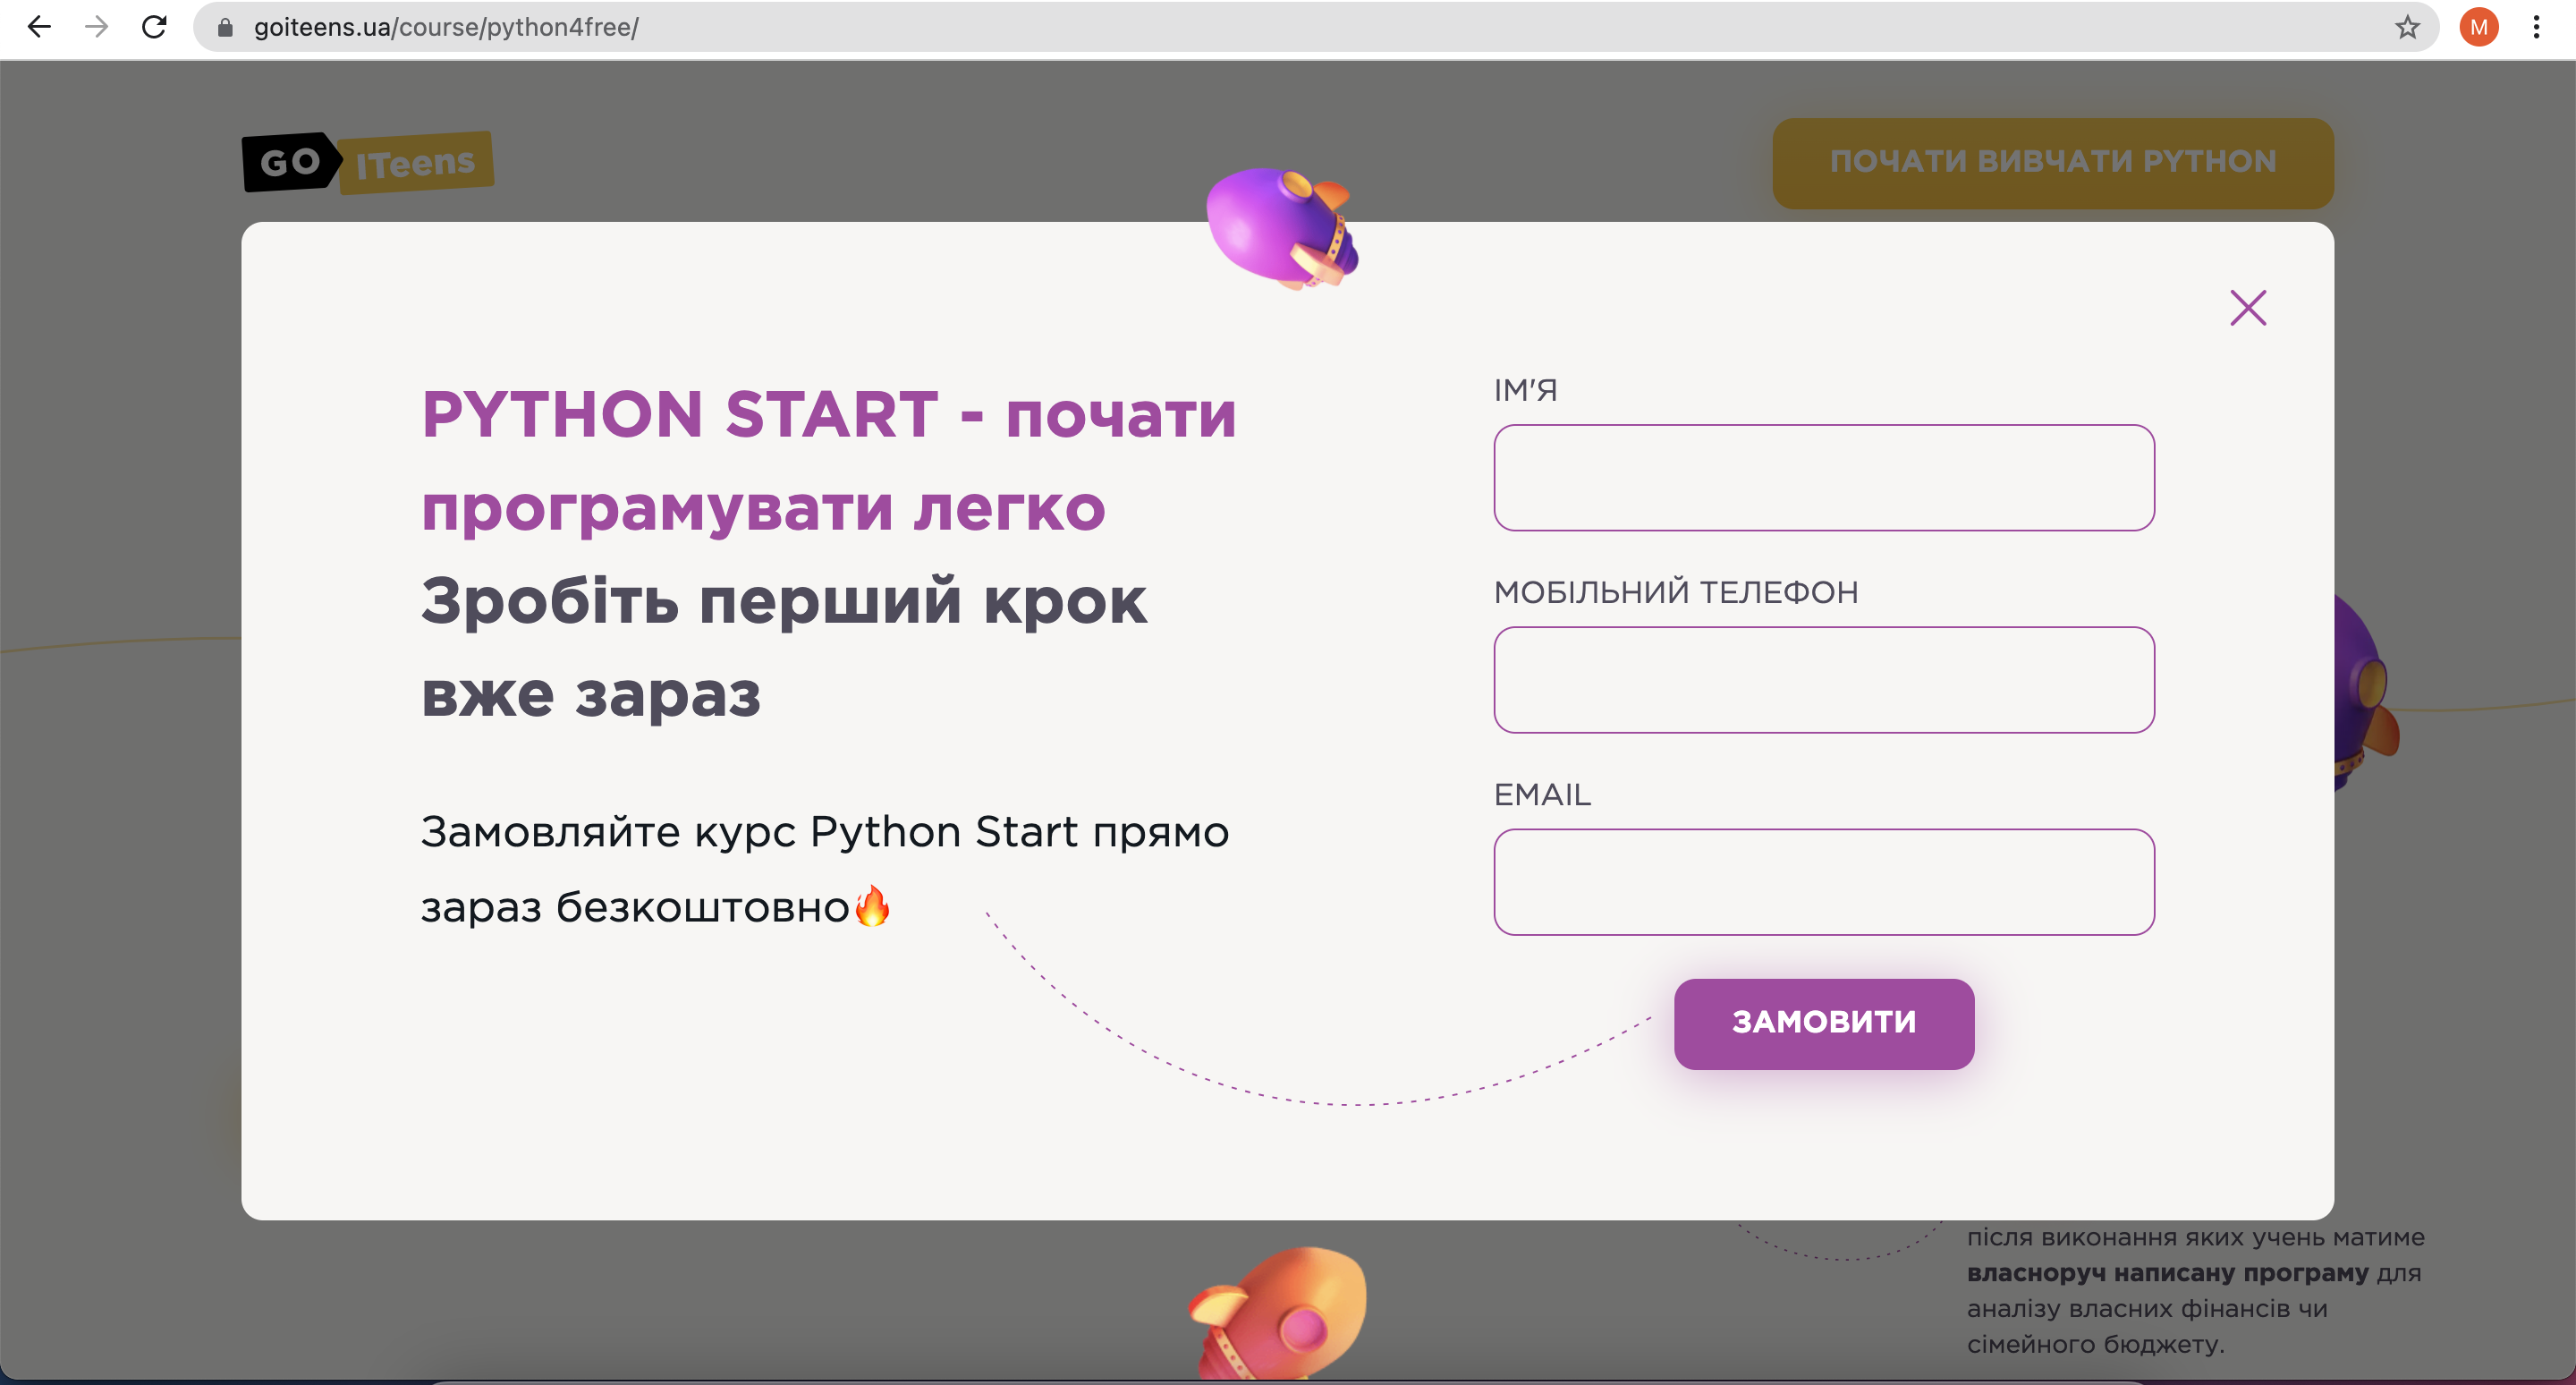 goiteens.ua/course/python4free/
M
GO ITeens
ПОЧАТИ ВИВЧАТИ PYTHON
PYTHON START - почати
програмувати легко
Зробіть перший крок
вже зараз
Замовляйте курс Python Start прямо
зараз безкоштовно🔥
ІМ'Я
МОБІЛЬНИЙ ТЕЛЕФОН
EMAIL
ЗАМОВИТИ
після виконання яких учень матиме
власноруч написану програму для
аналізу власних фінансів чи
сімейного бюджету.